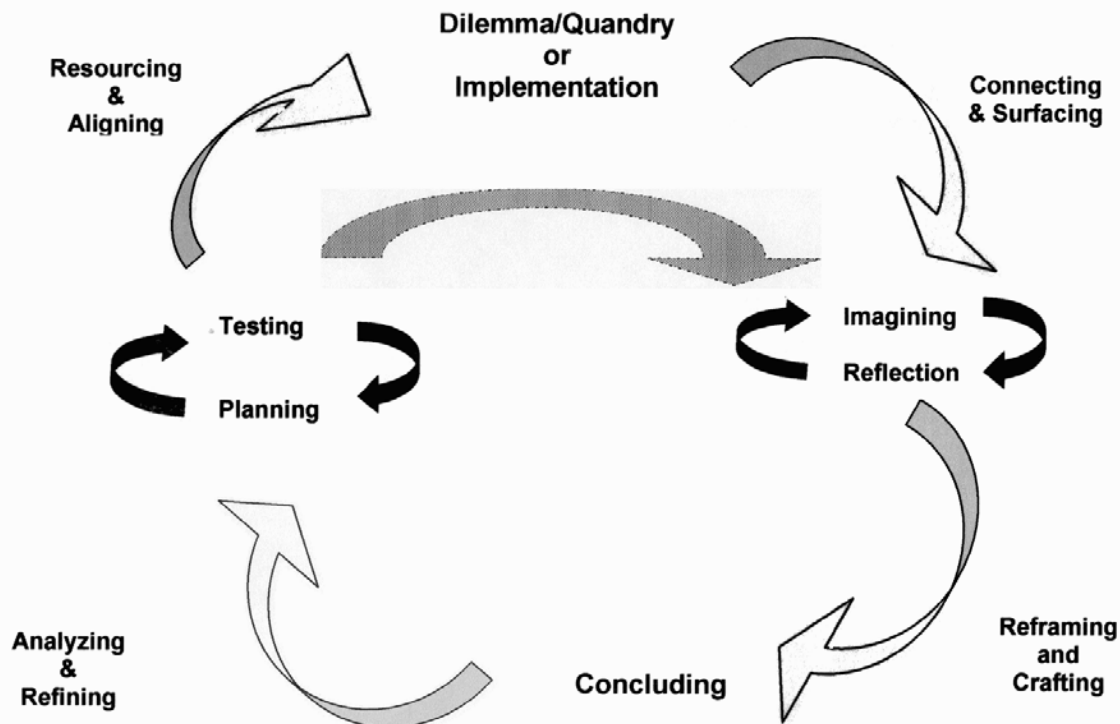 Dilemma/Quandry
or
Implementation
Resourcing
&
Aligning
Connecting
& Surfacing
Testing
Planning
Imagining
Reflection
Analyzing
&
Refining
Concluding
Reframing
and
Crafting